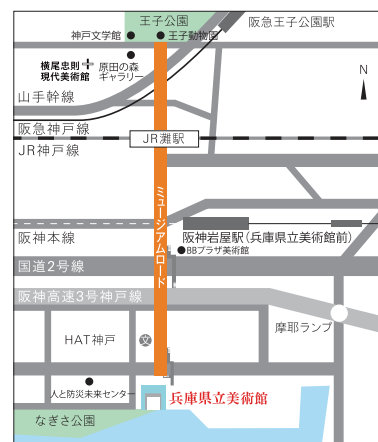 王子公園
阪急王子公園駅
神戸文学館
王子動物園
横尾忠則
現代美術館
原田の森
ギャラリー
N
山手幹線
阪急神戸線
JR灘駅
JR神戸線
ミュージアムロード
阪神本線
阪神岩屋駅(兵庫県立美術館前)
BBプラザ美術館
国道2号線
阪神高速3号神戸線
摩耶ランプ
HAT神戸
文
人と防災未来センター
兵庫県立美術館
なぎさ公園